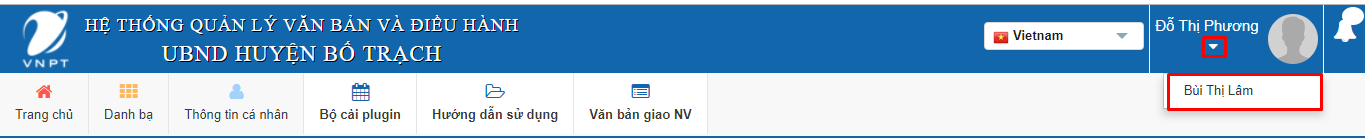 HỆ THỐNG QUẢN LÝ VĂN BẢN VÀ ĐIỀU HÀNH
UBND HUYỆN BỐ TRẠCH
VNPT
Vietnam
Đỗ Thị Phương
Bùi Thị Lâm
Trang chủ
Danh bạ
Thông tin cá nhân
Bộ cài plugin
Hướng dẫn sử dụng
Văn bản giao NV